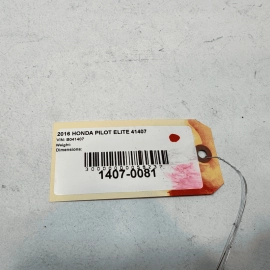 2016 HONDA PILOT ELITE 41407
VIN: B041407
Weight:
Dimensions:
1407-0081